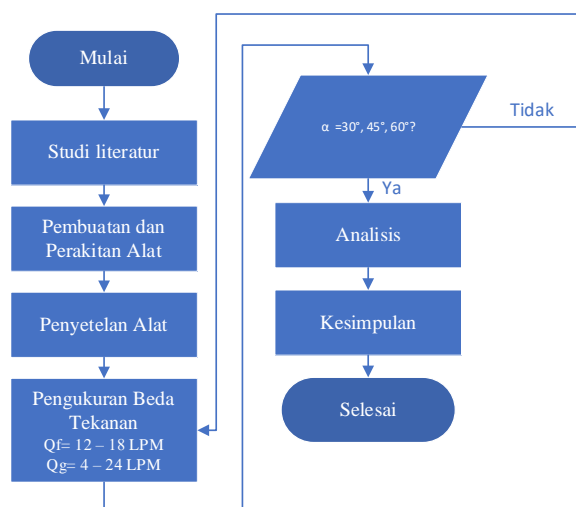 Mulai
Studi literatur
Pembuatan dan
Perakitan Alat
Penyetelan Alat
Pengukuran Beda
Tekanan
Qf= 12 – 18 LPM
Qg= 4 – 24 LPM
α =30°, 45°, 60°?
Tidak
Ya
Analisis
Kesimpulan
Selesai